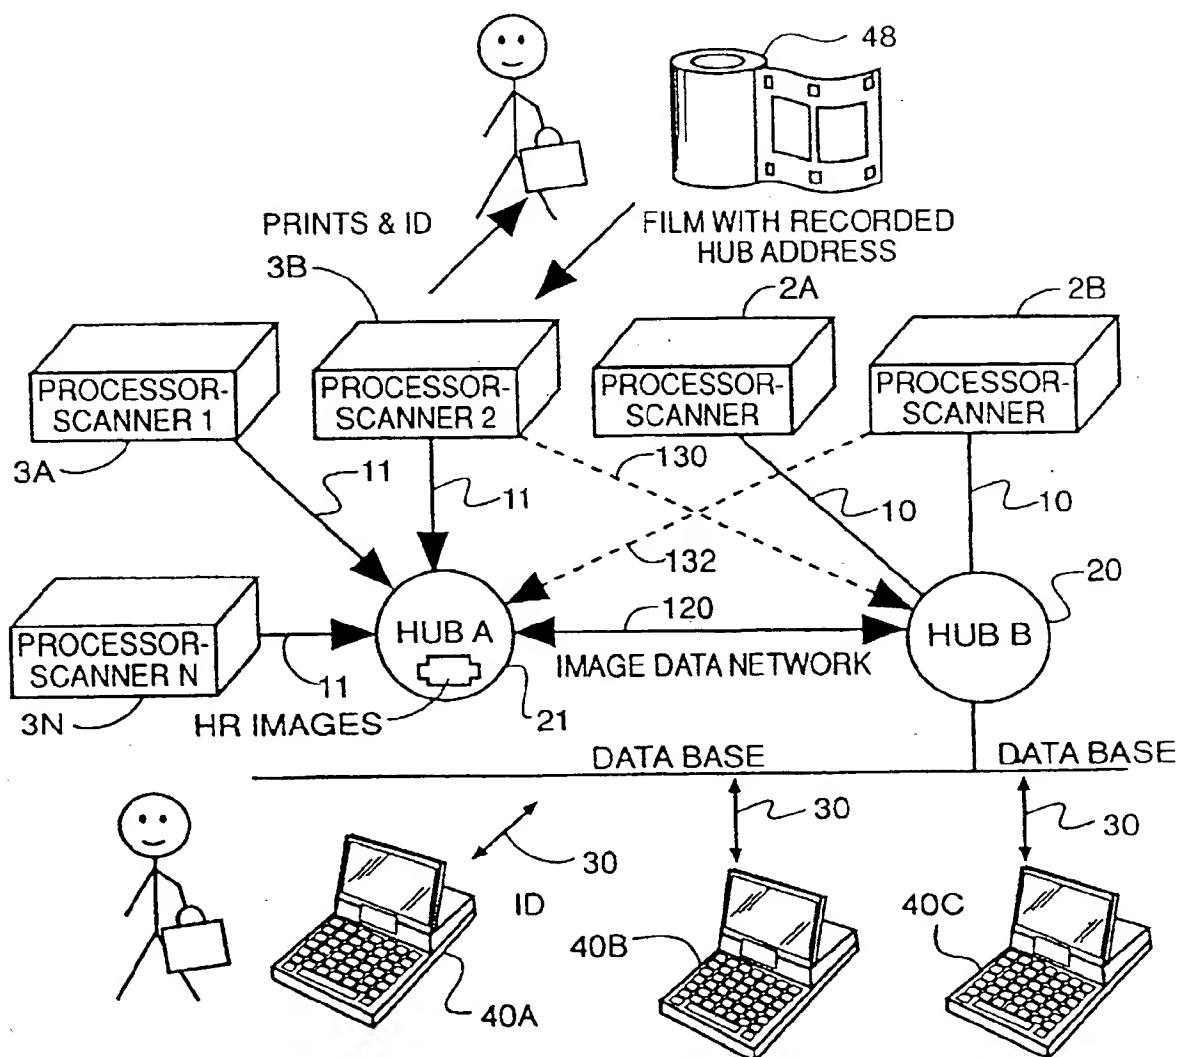 48
PRINTS & ID
FILM WITH RECORDED
HUB ADDRESS
3B
2A
2B
PROCESSOR-
SCANNER 1
PROCESSOR-
SCANNER 2
PROCESSOR-
SCANNER
PROCESSOR-
SCANNER
3A
11
11
130
10
10
132
20
PROCESSOR-
SCANNER N
11
HUB A
120
HUB B
IMAGE DATA NETWORK
3N
HR IMAGES
21
DATA BASE
DATA BASE
30
30
30
ID
40A
40B
40C